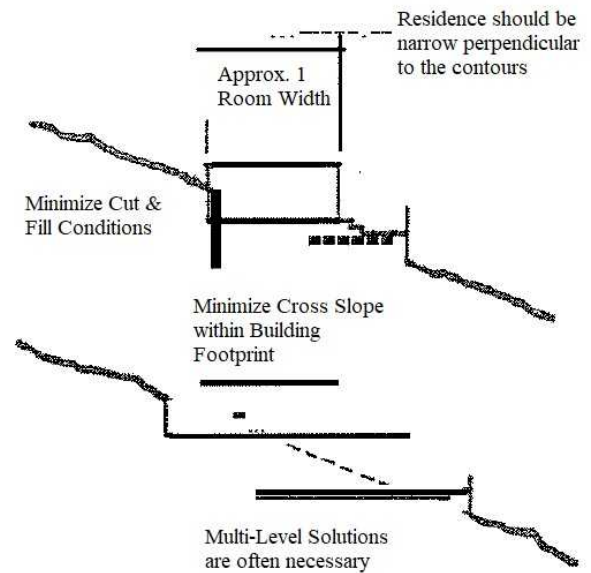 Residence should be
narrow perpendicular
to the contours
Approx. 1
Room Width
Minimize Cut &
Fill Conditions
Minimize Cross Slope
within Building
Footprint
Multi-Level Solutions
are often necessary